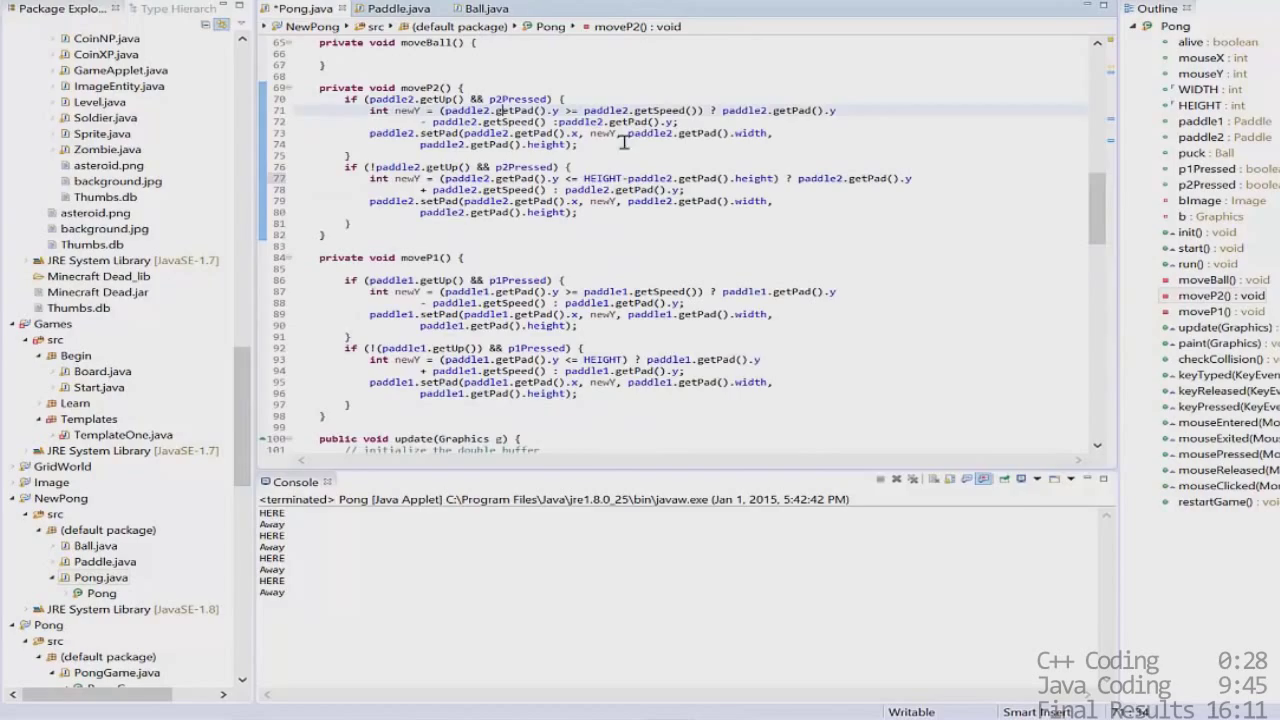 Package Explo...
Type Hierarch
CoinNP.java
CoinXP.java
GameApplet.java
ImageEntity.java
Level.java
Soldier.java
Sprite.java
Zombie.java
asteroid.png
background.jpg
Thumbs.db
asteroid.png
background.jpg
Thumbs.db
JRE System Library [JavaSE-1.7]
Minecraft Dead_lib
Minecraft Dead.jar
Thumbs.db
Games
src
Begin
Board.java
Start.java
Learn
Templates
TemplateOne.java
JRE System Library [JavaSE-1.7]
GridWorld
Image
NewPong
src
(default package)
Ball.java
Paddle.java
Pong.java
Pong
JRE System Library [JavaSE-1.8]
Pong
src
(default package)
PongGame.java
*Pong.java
Paddle.java
Ball.java
NewPong
src
(default package)
Pong
moveP2() : void
65 private void moveBall() {
66
67 }
68
69 private void moveP2() {
70 if (paddle2.getUp() && p2Pressed) {
71 int newY = (paddle2.getPad().y >= paddle2.getSpeed()) ? paddle2.getPad().y
72 - paddle2.getSpeed() :paddle2.getPad().y;
73 paddle2.setPad(paddle2.getPad().x, newY, paddle2.getPad().width,
74 paddle2.getPad().height);
75 }
76 if (!paddle2.getUp() && p2Pressed) {
77 int newY = (paddle2.getPad().y <= HEIGHT-paddle2.getPad().height) ? paddle2.getPad().y
78 + paddle2.getSpeed() : paddle2.getPad().y;
79 paddle2.setPad(paddle2.getPad().x, newY, paddle2.getPad().width,
80 paddle2.getPad().height);
81 }
82 }
83
84 private void moveP1() {
85
86 if (paddle1.getUp() && p1Pressed) {
87 int newY = (paddle1.getPad().y >= paddle1.getSpeed()) ? paddle1.getPad().y
88 - paddle1.getSpeed() : paddle1.getPad().y;
89 paddle1.setPad(paddle1.getPad().x, newY, paddle1.getPad().width,
90 paddle1.getPad().height);
91 }
92 if (!(paddle1.getUp()) && p1Pressed) {
93 int newY = (paddle1.getPad().y <= HEIGHT) ? paddle1.getPad().y
94 + paddle1.getSpeed() : paddle1.getPad().y;
95 paddle1.setPad(paddle1.getPad().x, newY, paddle1.getPad().width,
96 paddle1.getPad().height);
97 }
98 }
99
100 public void update(Graphics g) {
101 // initialize the double buffer
Console
<terminated> Pong [Java Applet] C:\Program Files\Java\jre1.8.0_25\bin\javaw.exe (Jan 1, 2015, 5:42:42 PM)
HERE
Away
HERE
Away
HERE
Away
HERE
Away
Outline
Pong
alive : boolean
mouseX : int
mouseY : int
WIDTH : int
HEIGHT : int
paddle1 : Paddle
paddle2 : Paddle
puck : Ball
p1Pressed : boolean
p2Pressed : boolean
bImage : Image
b : Graphics
init() : void
start() : void
run() : void
moveBall() : void
moveP2() : void
moveP1() : void
update(Graphics) : void
paint(Graphics) : void
checkCollision() : void
keyTyped(KeyEven
keyReleased(KeyEv
keyPressed(KeyEve
mouseEntered(Mo
mouseExited(Mou
mousePressed(Mo
mouseReleased(M
mouseClicked(Mou
restartGame() : voi
C++ Coding 0:28
Java Coding 9:45
Final Results 16:11
Writable
Smart Insert